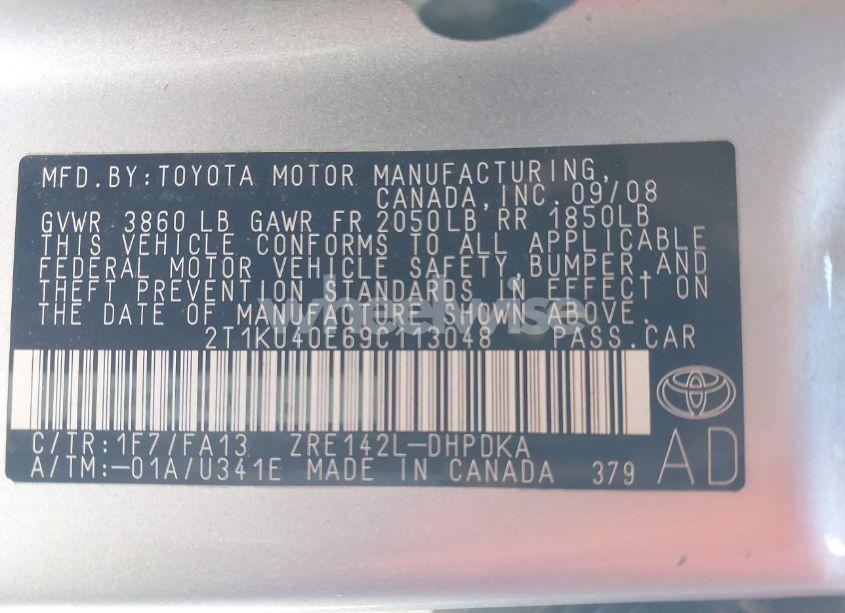 MFD.BY:TOYOTA MOTOR MANUFACTURING,
CANADA,INC. 09/08
GVWR 3860 LB GAWR FR 2050LB RR 1850LB
THIS VEHICLE CONFORMS TO ALL APPLICABLE
FEDERAL MOTOR VEHICLE SAFETY,BUMPER,AND
THEFT PREVENTION STANDARDS IN EFFECT ON
THE DATE OF MANUFACTURE SHOWN ABOVE.
wheelwise
2T1KU40E69C113048 PASS.CAR
C/TR:1F7/FA13 ZRE142L-DHPDKA
A/TM:-01A/U341E MADE IN CANADA 379 AD